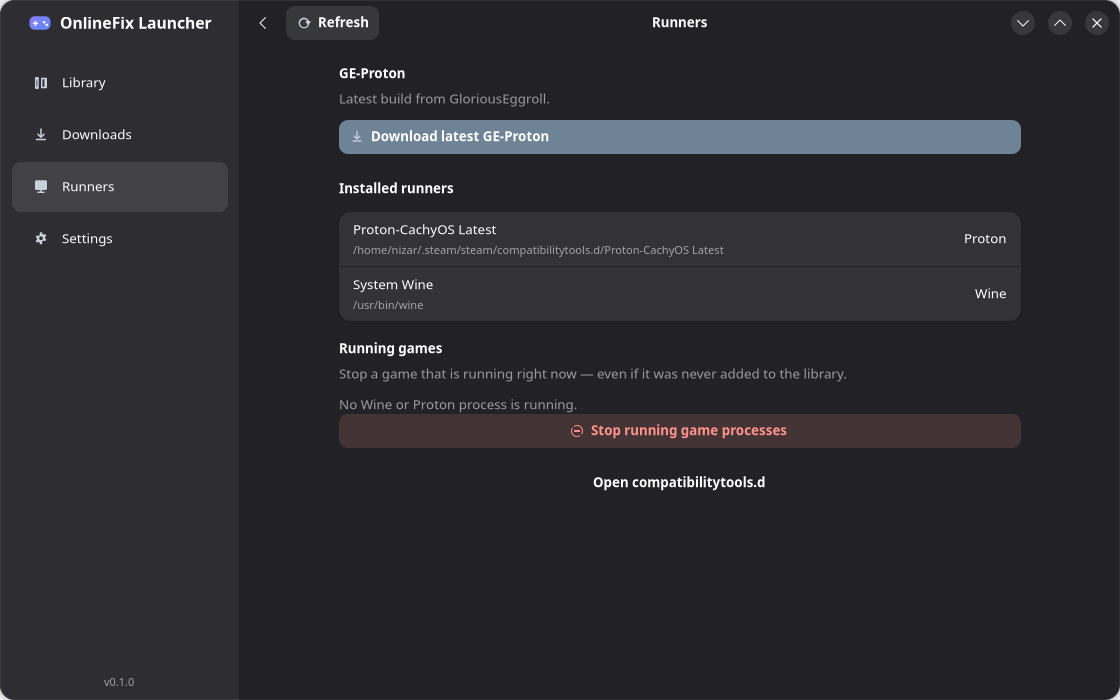 OnlineFix Launcher
Refresh
Runners
Library
Downloads
Runners
Settings
GE-Proton
Latest build from GloriousEggroll.
Download latest GE-Proton
Installed runners
Proton-CachyOS Latest
/home/nizar/.steam/steam/compatibilitytools.d/Proton-CachyOS Latest
Proton
System Wine
/usr/bin/wine
Wine
Running games
Stop a game that is running right now — even if it was never added to the library.
No Wine or Proton process is running.
Stop running game processes
Open compatibilitytools.d
v0.1.0